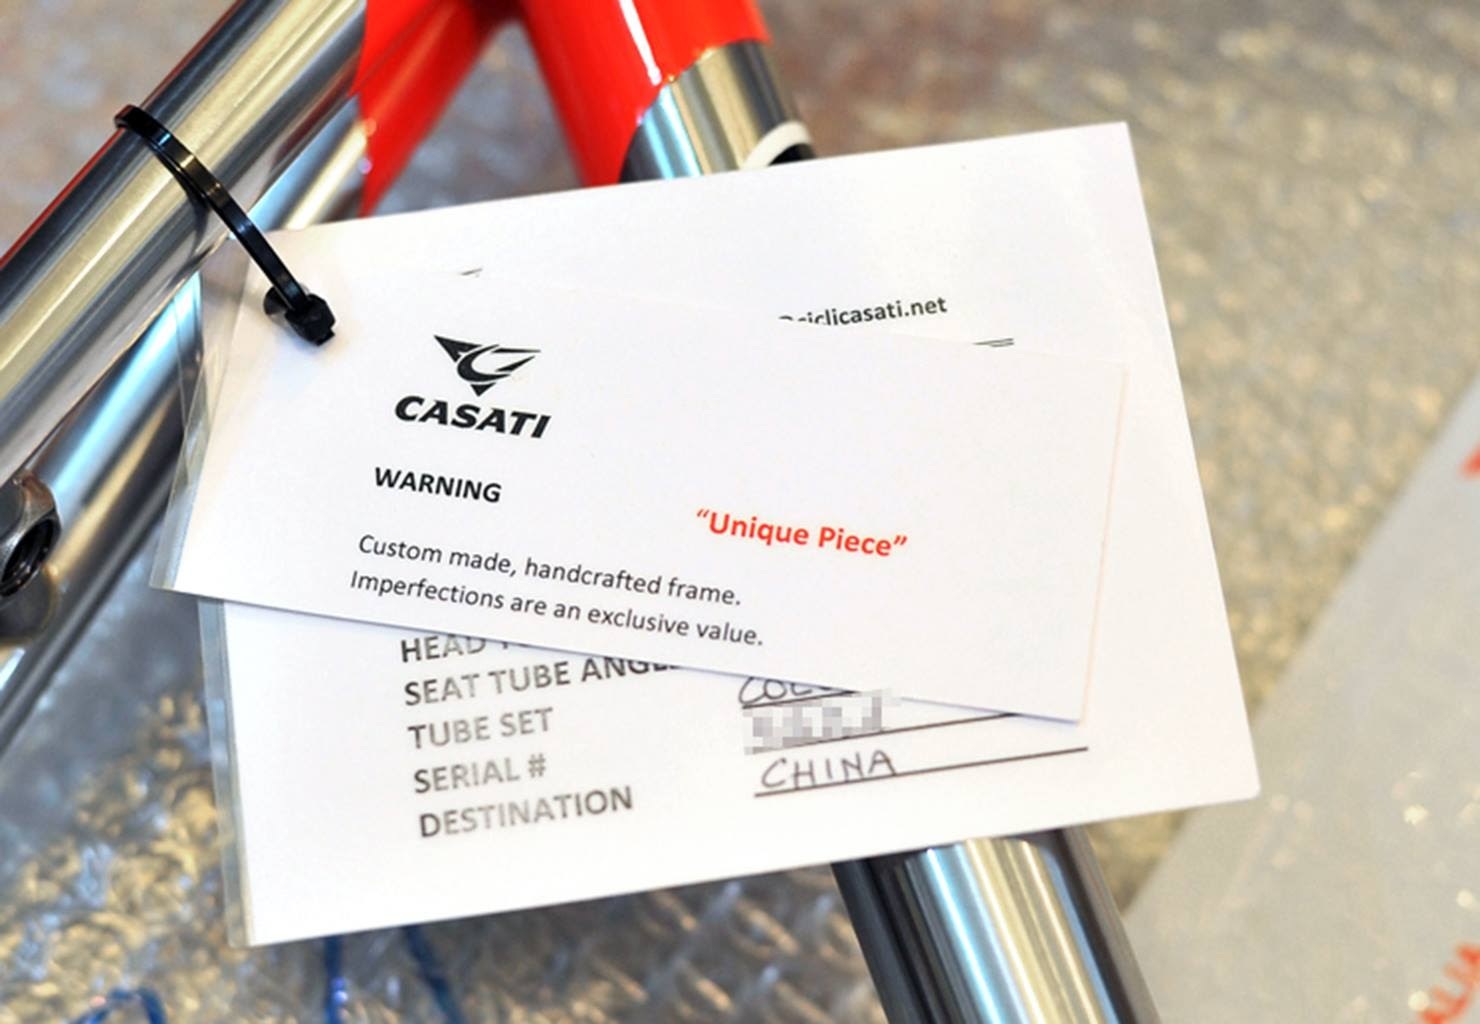 ciclicasati.net
CASATI
WARNING
“Unique Piece”
Custom made, handcrafted frame.
Imperfections are an exclusive value.
HEAD
SEAT TUBE
TUBE SET
SERIAL #
CHINA
DESTINATION